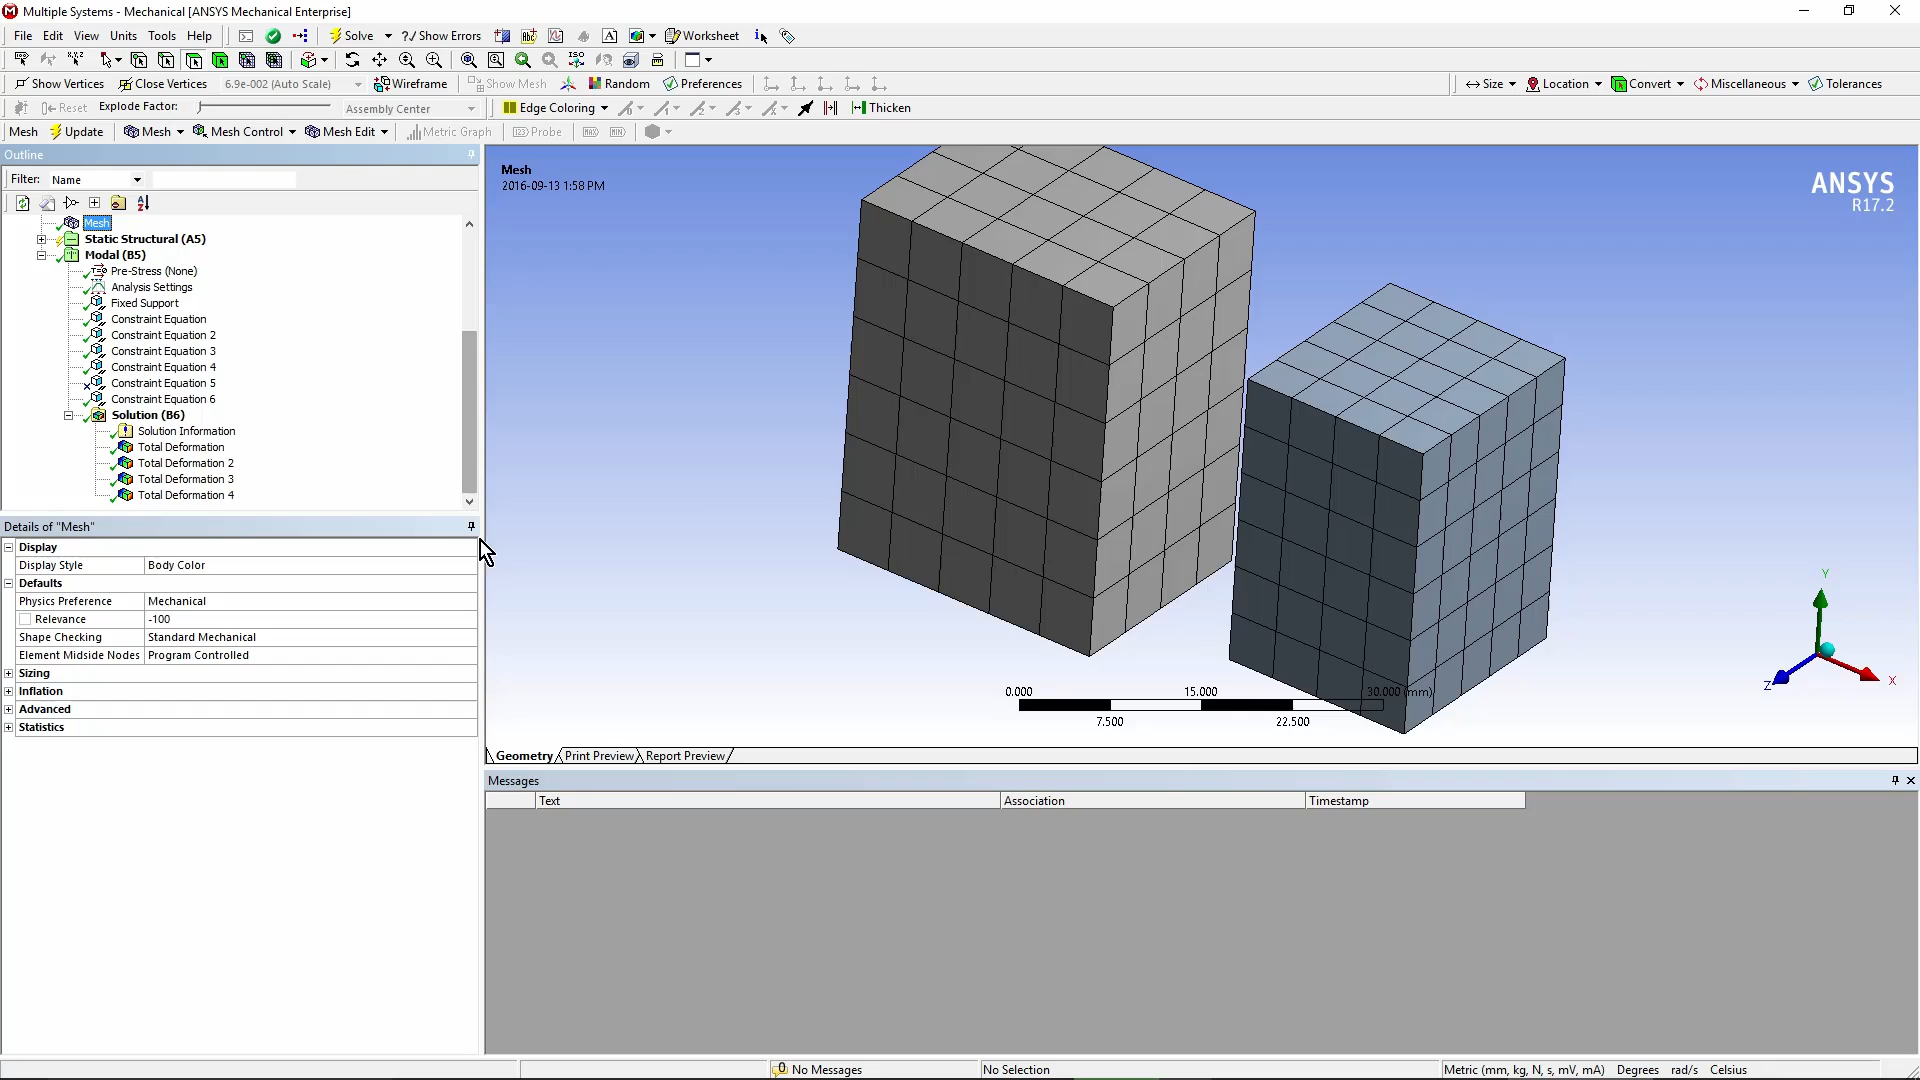 Multiple Systems - Mechanical [ANSYS Mechanical Enterprise]
File Edit View Units Tools Help Solve ?/ Show Errors Worksheet
Show Vertices Close Vertices 6.9e-002 (Auto Scale) Wireframe Show Mesh Random Preferences Size Location Convert Miscellaneous Tolerances
Reset Explode Factor: Assembly Center Edge Coloring Thicken
Mesh Update Mesh Mesh Control Mesh Edit Metric Graph Probe MAX MIN
Outline
Filter: Name
Mesh
Static Structural (A5)
Modal (B5)
Pre-Stress (None)
Analysis Settings
Fixed Support
Constraint Equation
Constraint Equation 2
Constraint Equation 3
Constraint Equation 4
Constraint Equation 5
Constraint Equation 6
Solution (B6)
Solution Information
Total Deformation
Total Deformation 2
Total Deformation 3
Total Deformation 4
Details of "Mesh"
Display
Display Style Body Color
Defaults
Physics Preference Mechanical
Relevance -100
Shape Checking Standard Mechanical
Element Midside Nodes Program Controlled
Sizing
Inflation
Advanced
Statistics
Mesh
2016-09-13 1:58 PM
ANSYS
R17.2
Y
Z
X
0.000 15.000 30.000 (mm)
7.500 22.500
Geometry Print Preview Report Preview
Messages
Text Association Timestamp
0 No Messages No Selection Metric (mm, kg, N, s, mV, mA) Degrees rad/s Celsius